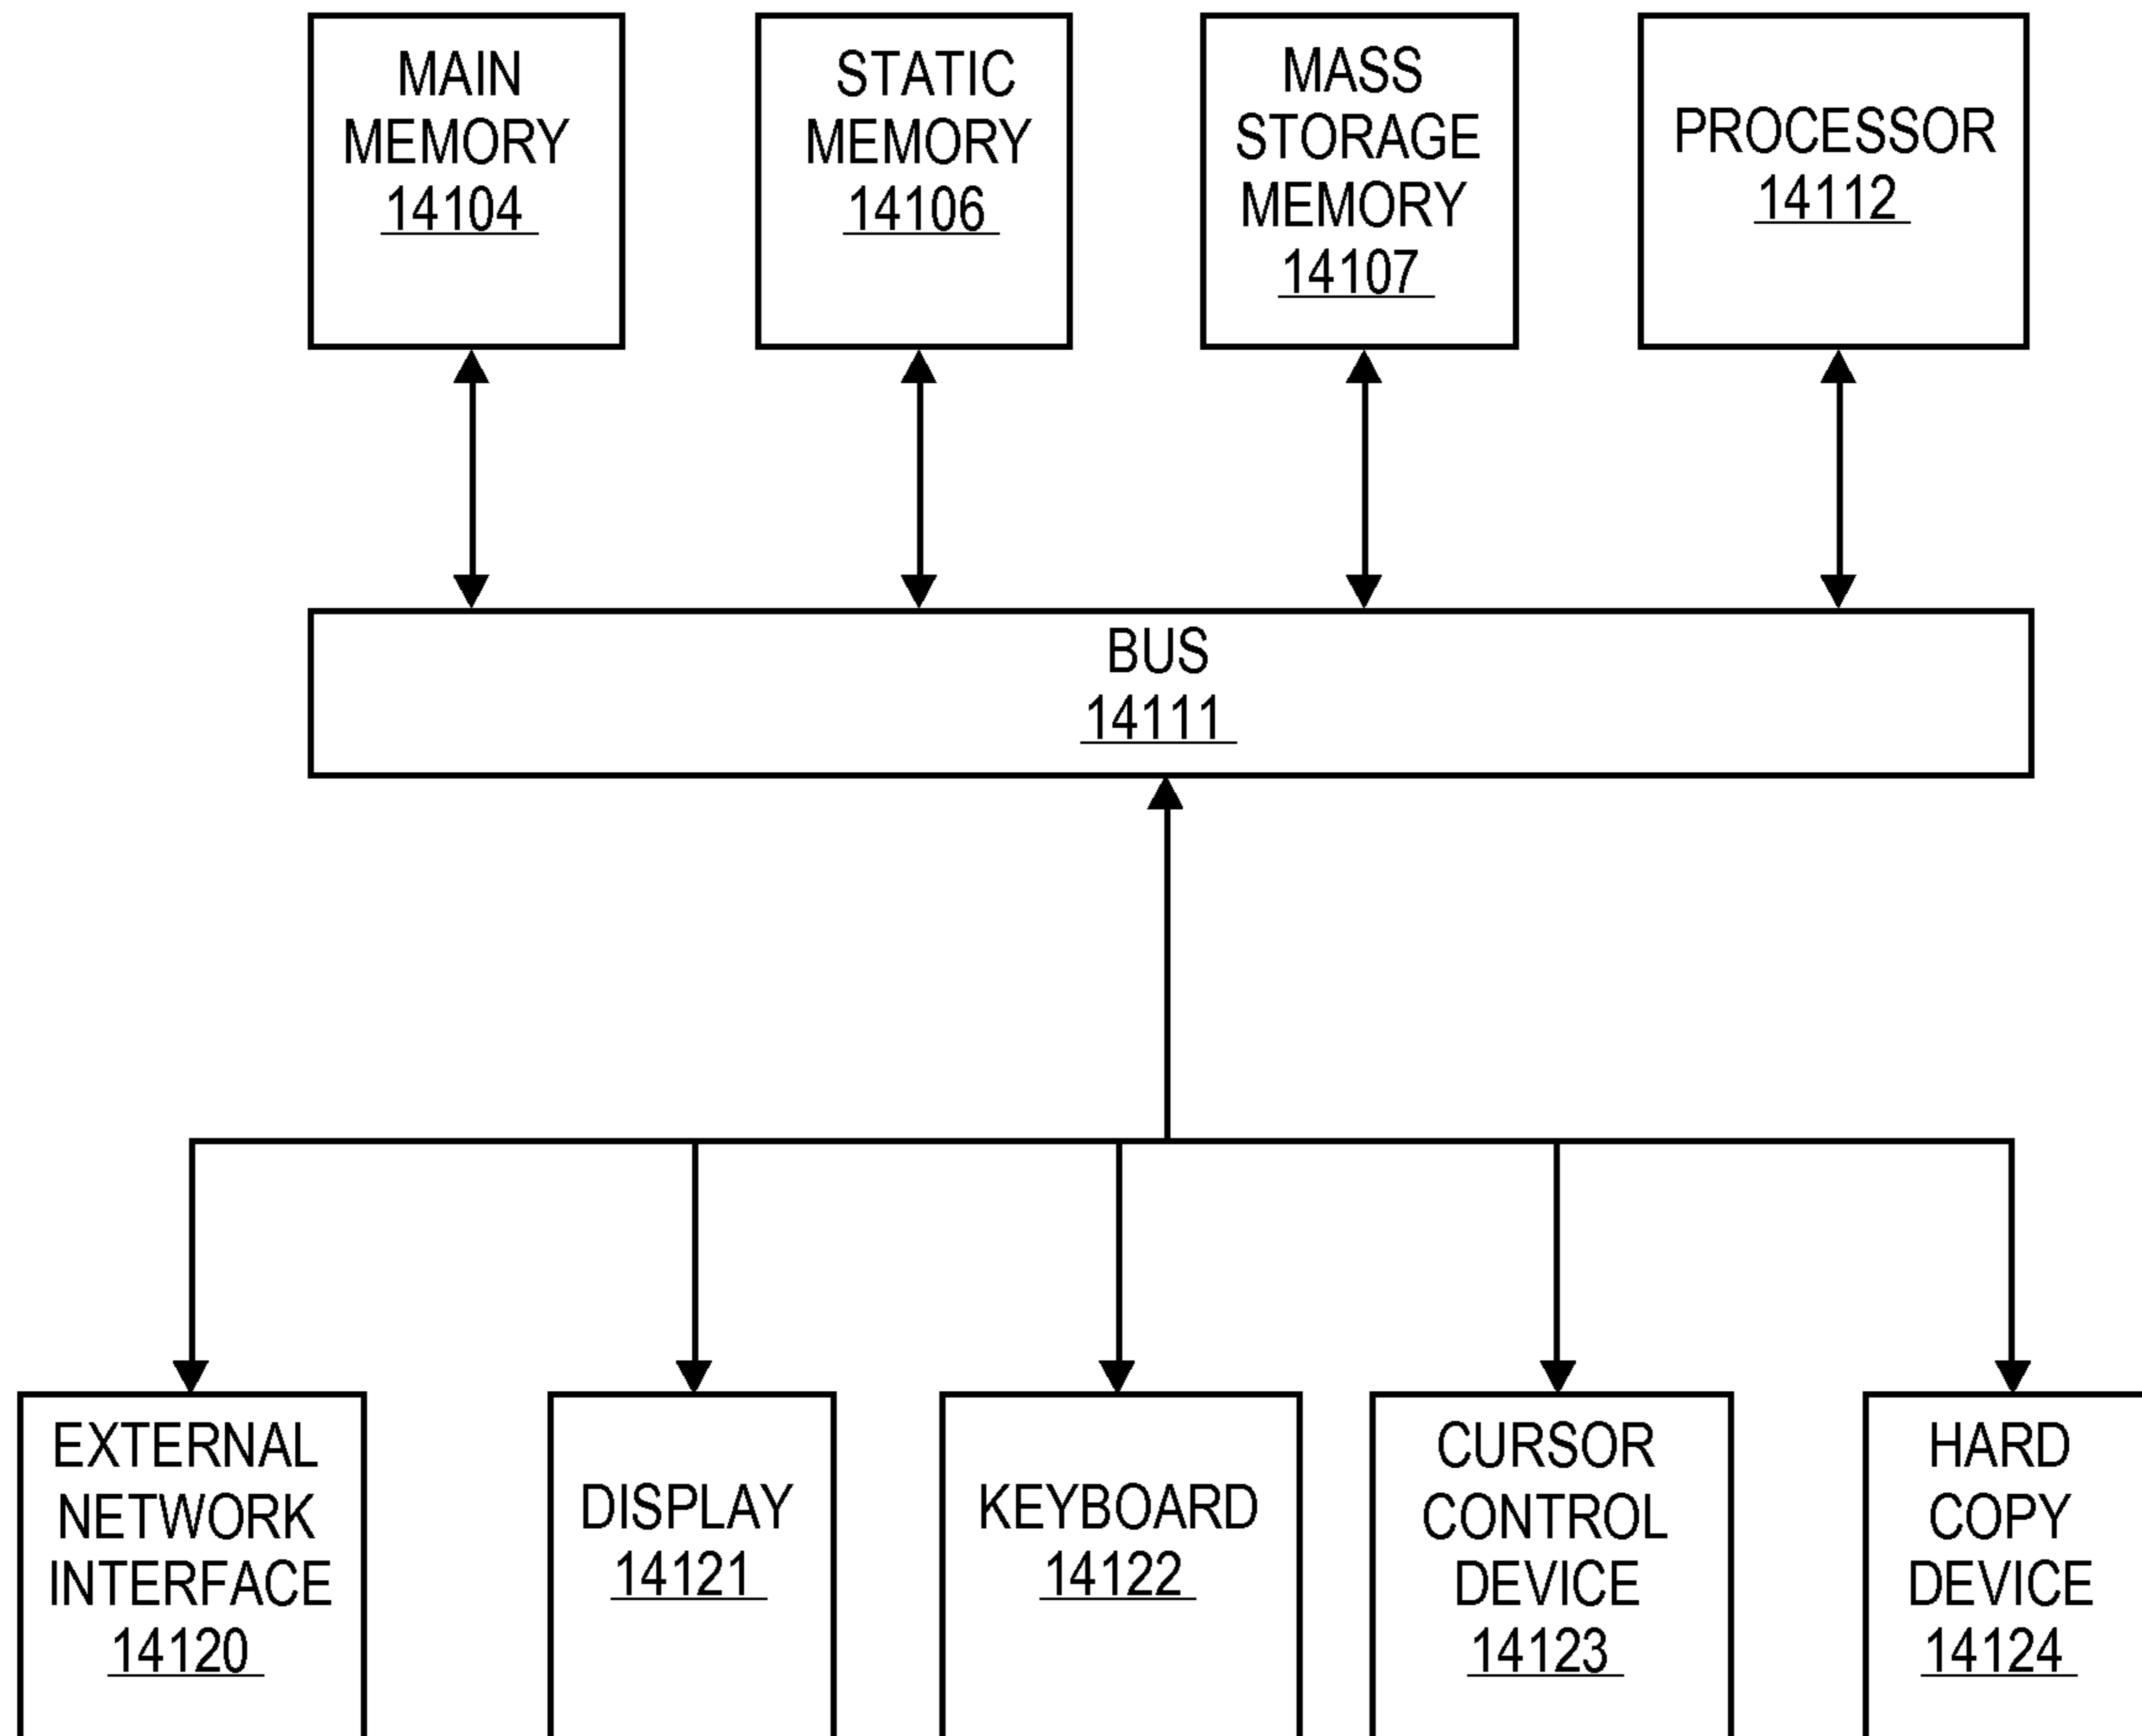 MAIN
MEMORY
14104
STATIC
MEMORY
14106
MASS
STORAGE
MEMORY
14107
PROCESSOR
14112
BUS
14111
EXTERNAL
NETWORK
INTERFACE
14120
DISPLAY
14121
KEYBOARD
14122
CURSOR
CONTROL
DEVICE
14123
HARD
COPY
DEVICE
14124